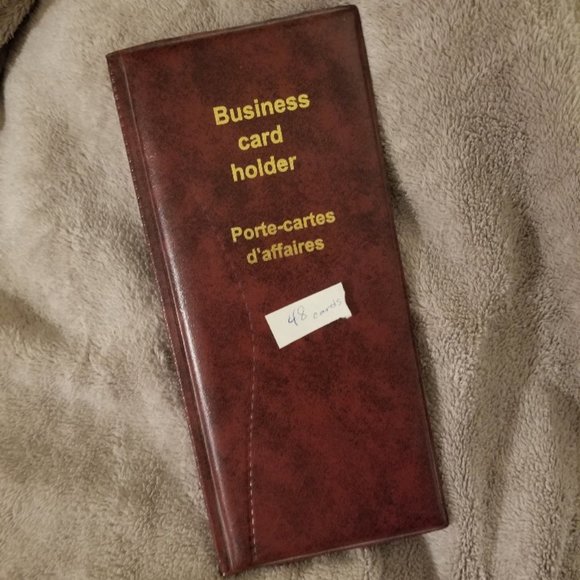 Business
card
holder
Porte-cartes
d'affaires
48 cards